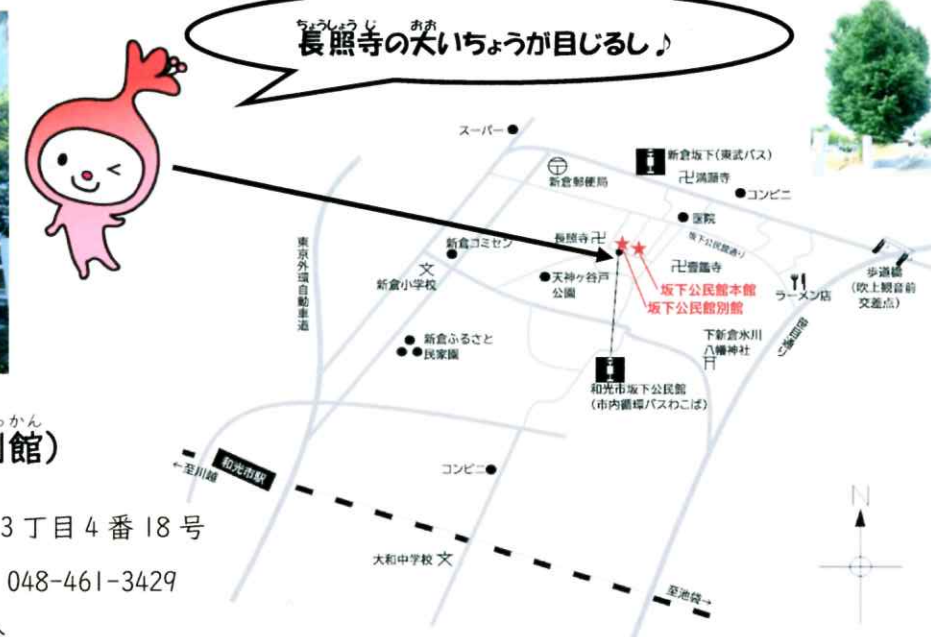 ちょうしょうじ おお
長照寺の大いちょうが目じるし♪
スーパー
新倉郵便局
新倉坂下(東武バス)
満願寺
コンビニ
医院
坂下公民館通り
長照寺
新倉コミセン
新倉小学校
天神ヶ谷戸
公園
壹鑑寺
坂下公民館本館
坂下公民館別館
ラーメン店
歩道橋
(吹上観音前
交差点)
東京外環自動車道
新倉ふるさと
民家園
下新倉氷川
八幡神社
和光市坂下公民館
(市内循環バスわこば)
っかん
館)
←至川越
和光市駅
コンビニ
3丁目4番18号
大和中学校
048-461-3429
至池袋→
N